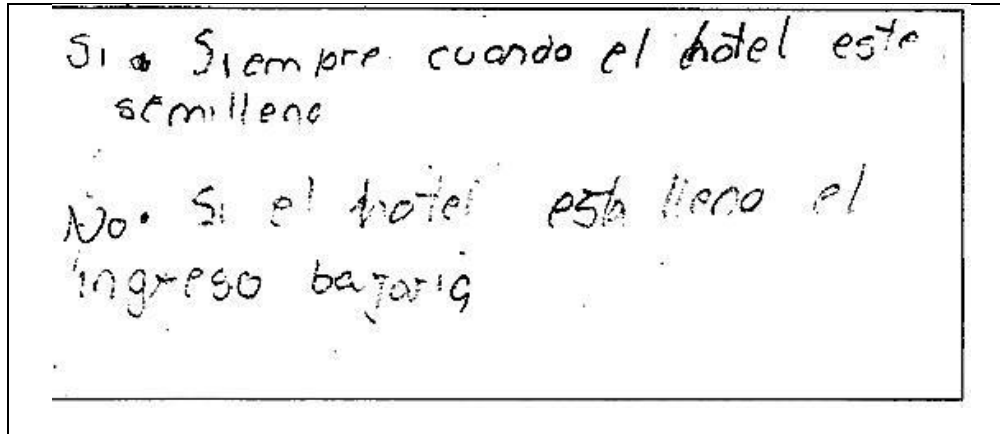 Si • Siempre cuando el hotel este
semilleno
No • Si el hotel esta lleno el
ingreso bajaria